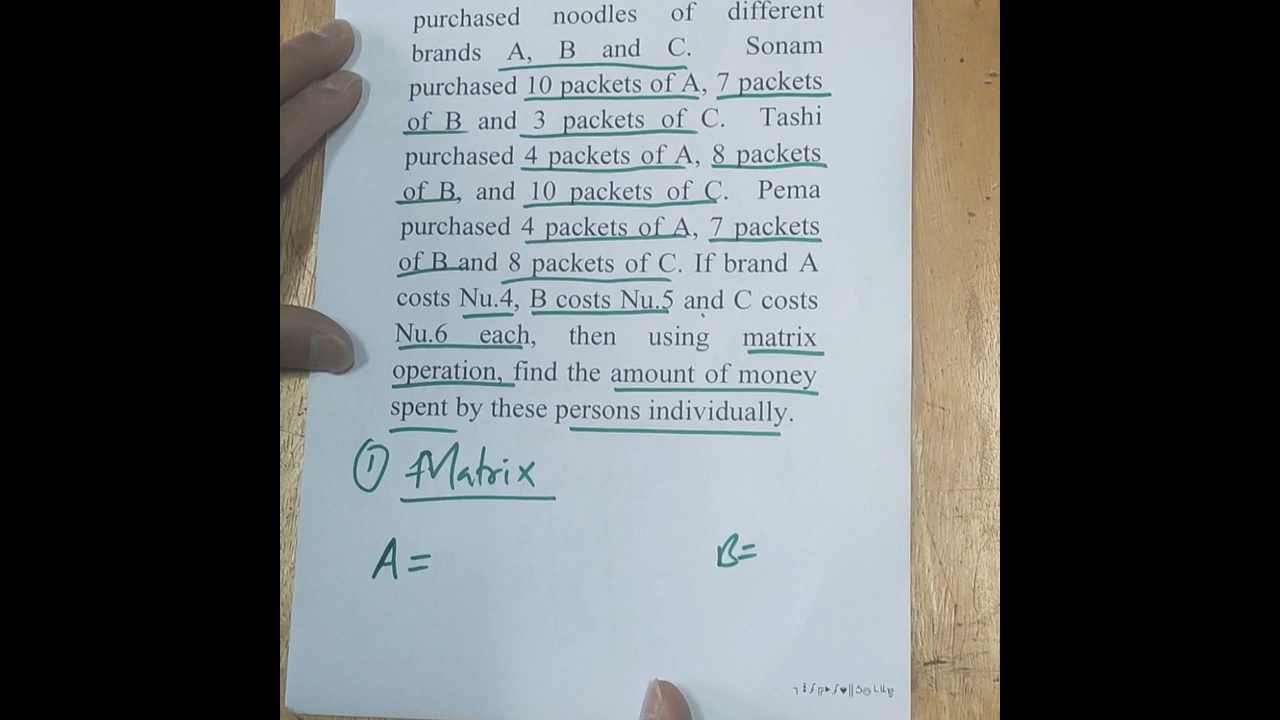 purchased noodles of different
brands A, B and C. Sonam
purchased 10 packets of A, 7 packets
of B and 3 packets of C. Tashi
purchased 4 packets of A, 8 packets
of B, and 10 packets of C. Pema
purchased 4 packets of A, 7 packets
of B and 8 packets of C. If brand A
costs Nu.4, B costs Nu.5 and C costs
Nu.6 each, then using matrix
operation, find the amount of money
spent by these persons individually.
① Matrix
A= B=